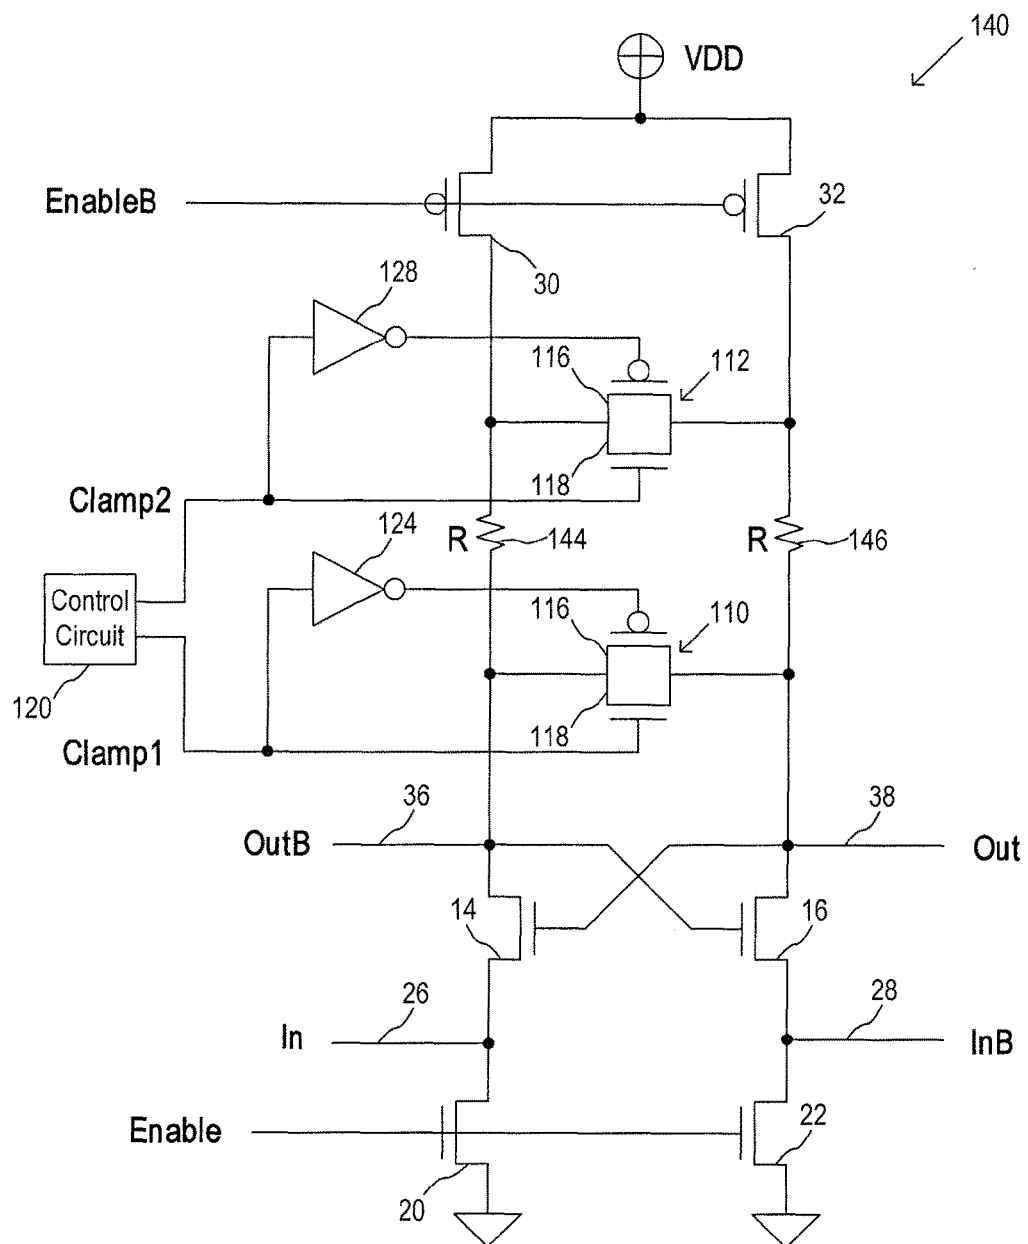 140
VDD
EnableB
32
30
128
116
112
118
Clamp2
R
144
R
146
124
Control
Circuit
116
110
120
118
Clamp1
36
38
OutB
Out
14
16
26
28
In
InB
Enable
22
20